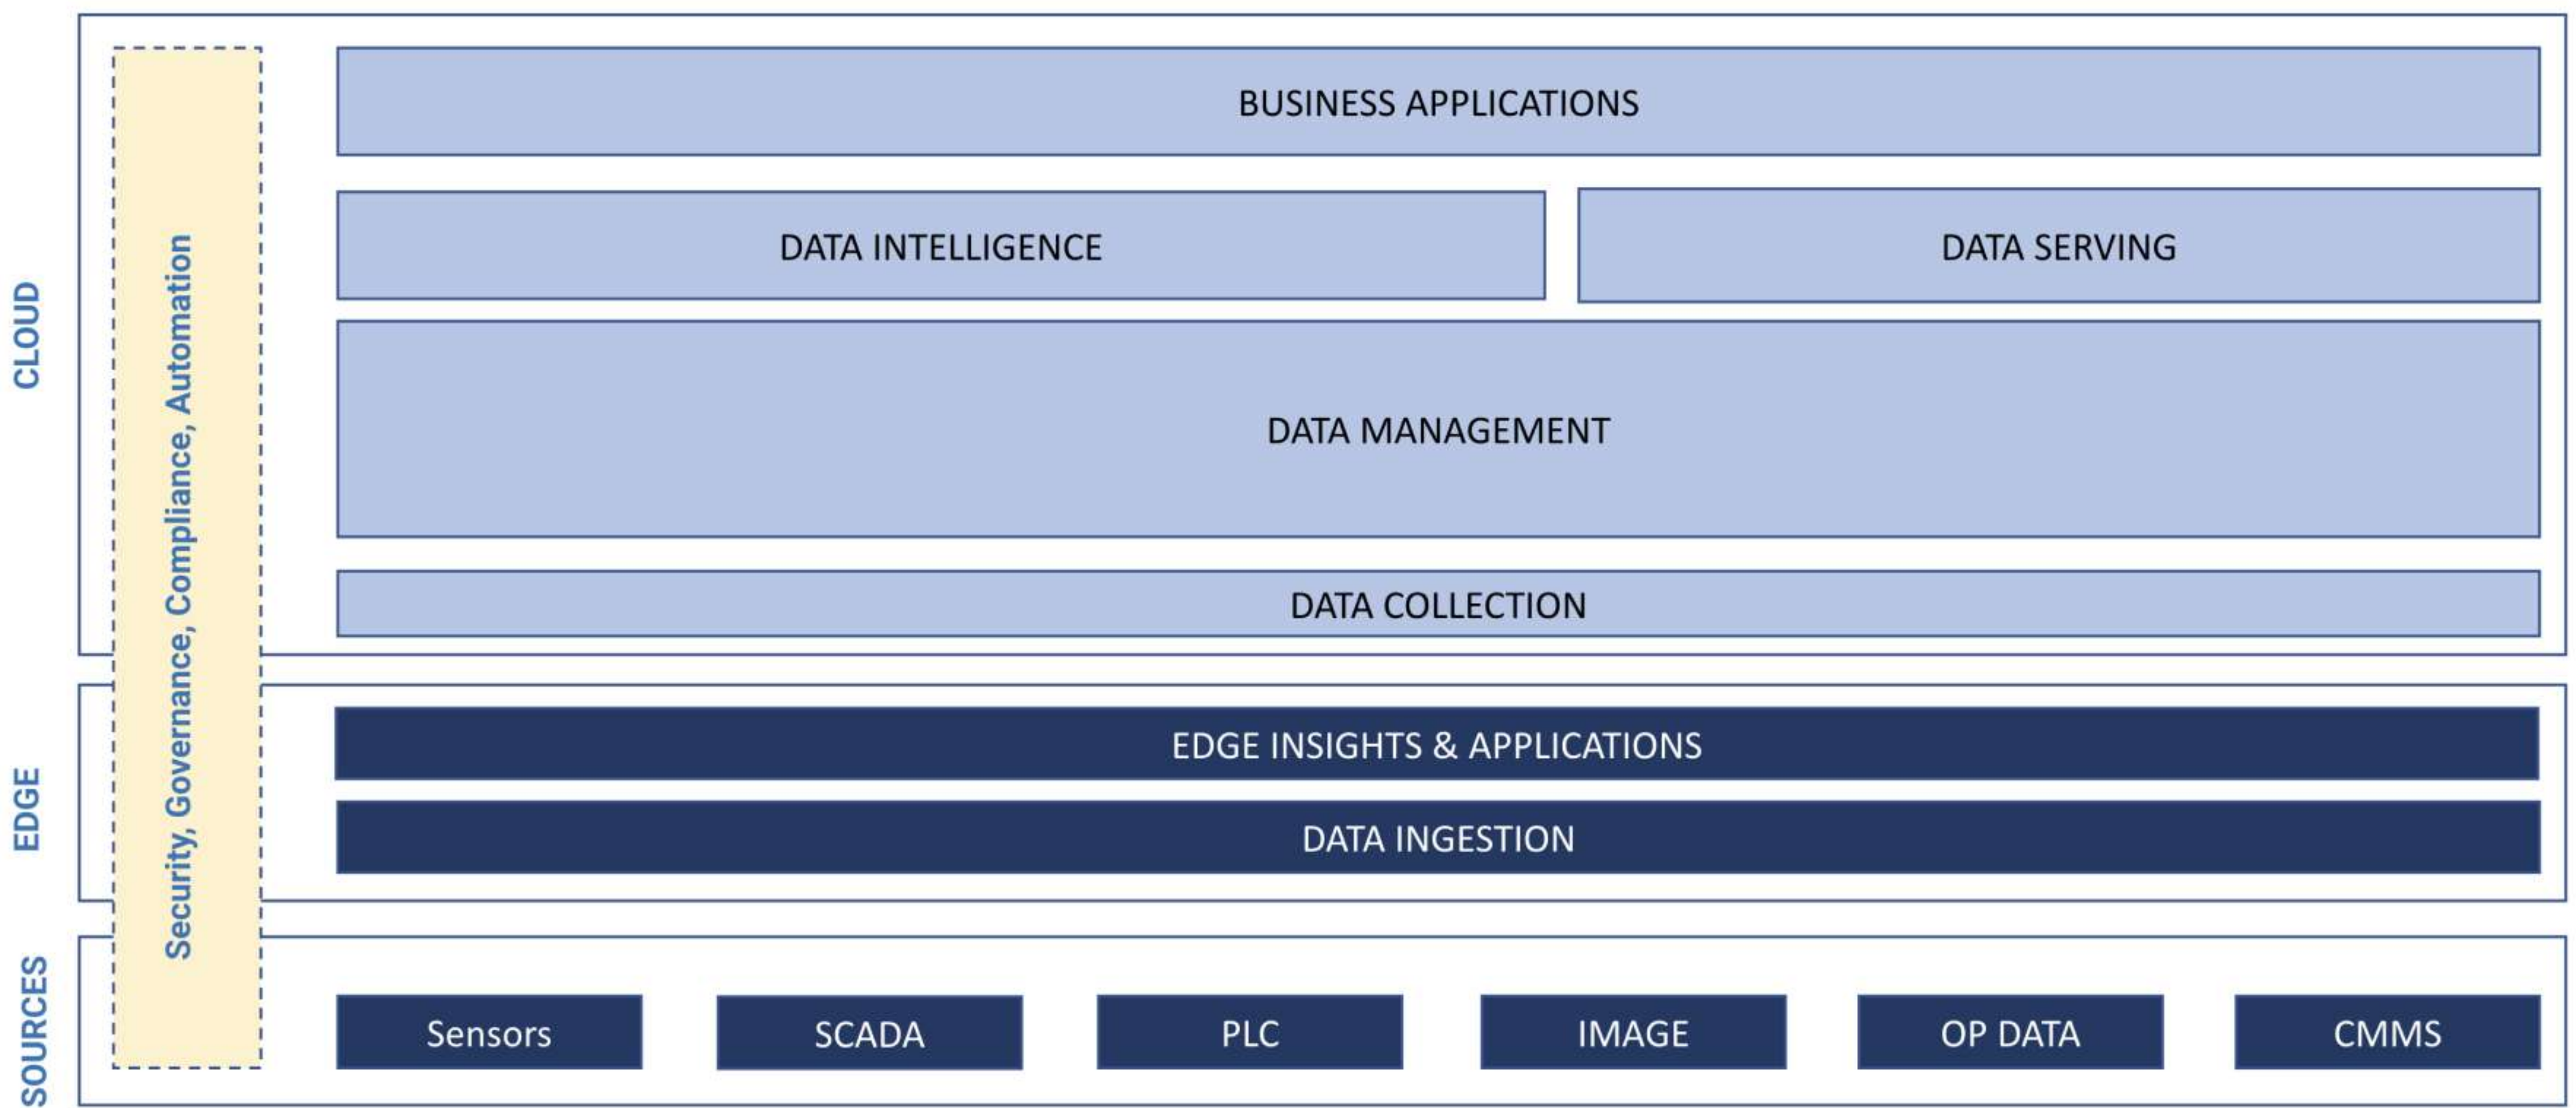 CLOUD
Security, Governance, Compliance, Automation
BUSINESS APPLICATIONS
DATA INTELLIGENCE
DATA SERVING
DATA MANAGEMENT
DATA COLLECTION
EDGE
EDGE INSIGHTS & APPLICATIONS
DATA INGESTION
SOURCES
Sensors
SCADA
PLC
IMAGE
OP DATA
CMMS